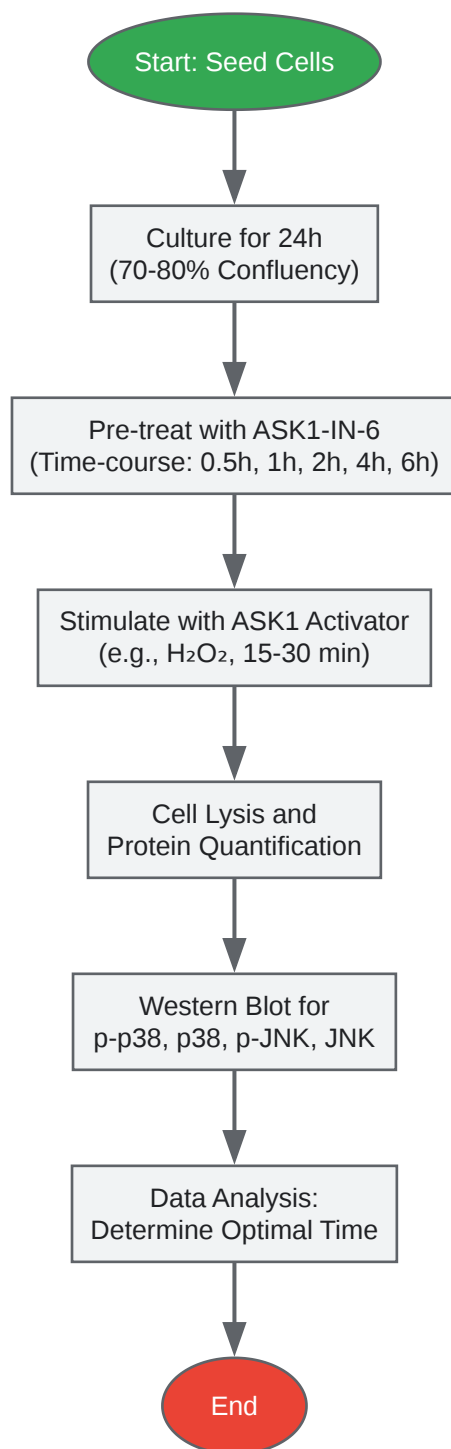 Start: Seed Cells
Culture for 24h
(70-80% Confluency)
Pre-treat with ASK1-IN-6
(Time-course: 0.5h, 1h, 2h, 4h, 6h)
Stimulate with ASK1 Activator
(e.g., H₂O₂, 15-30 min)
Cell Lysis and
Protein Quantification
Western Blot for
p-p38, p38, p-JNK, JNK
Data Analysis:
Determine Optimal Time
End